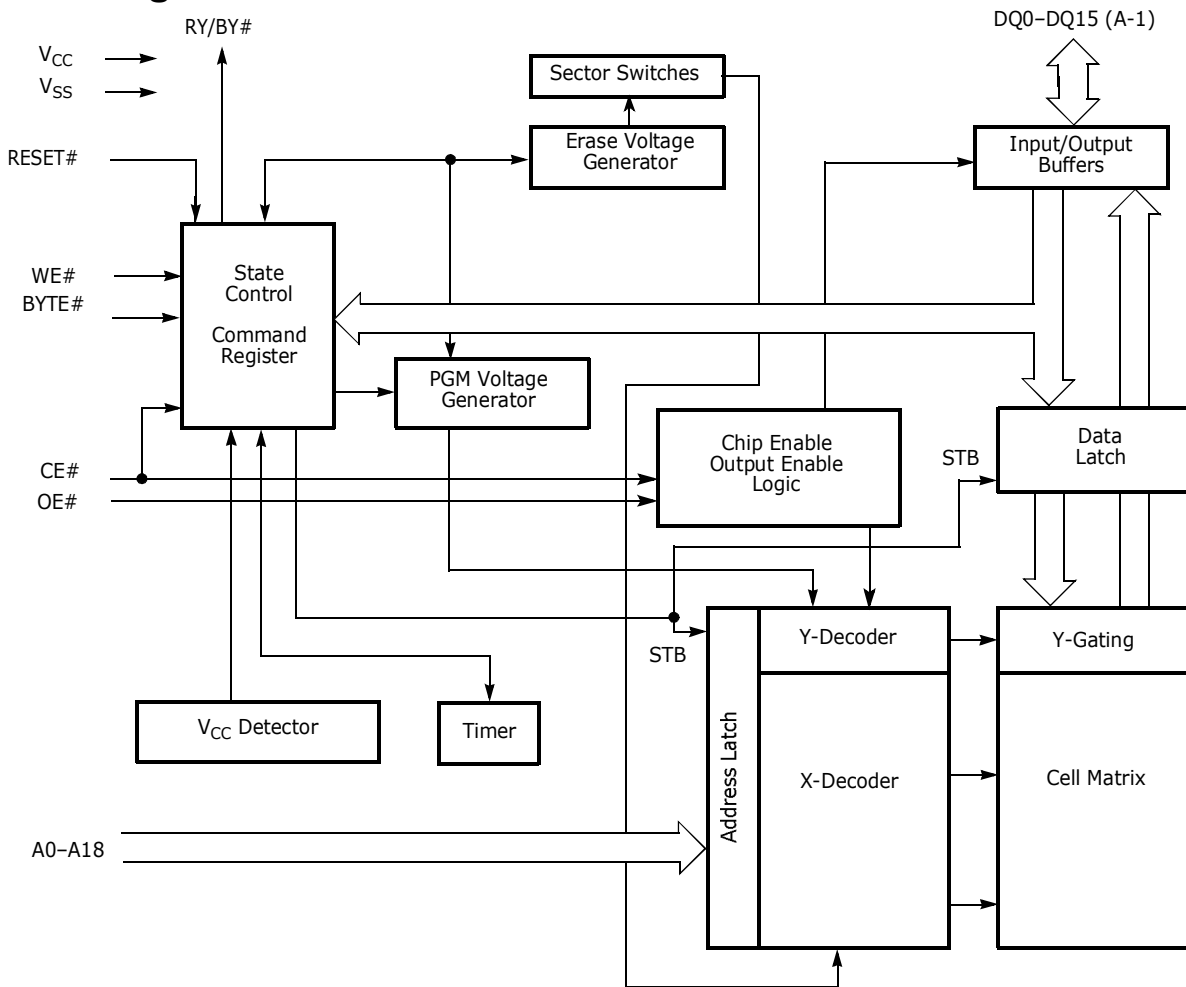 RY/BY#
DQ0–DQ15 (A-1)
VCC
VSS
Sector Switches
Erase Voltage
Generator
Input/Output
Buffers
RESET#
WE#
BYTE#
State
Control
Command
Register
PGM Voltage
Generator
Chip Enable
Output Enable
Logic
Data
Latch
STB
CE#
OE#
STB
Y-Decoder
Y-Gating
VCC Detector
Timer
Address Latch
X-Decoder
Cell Matrix
A0–A18